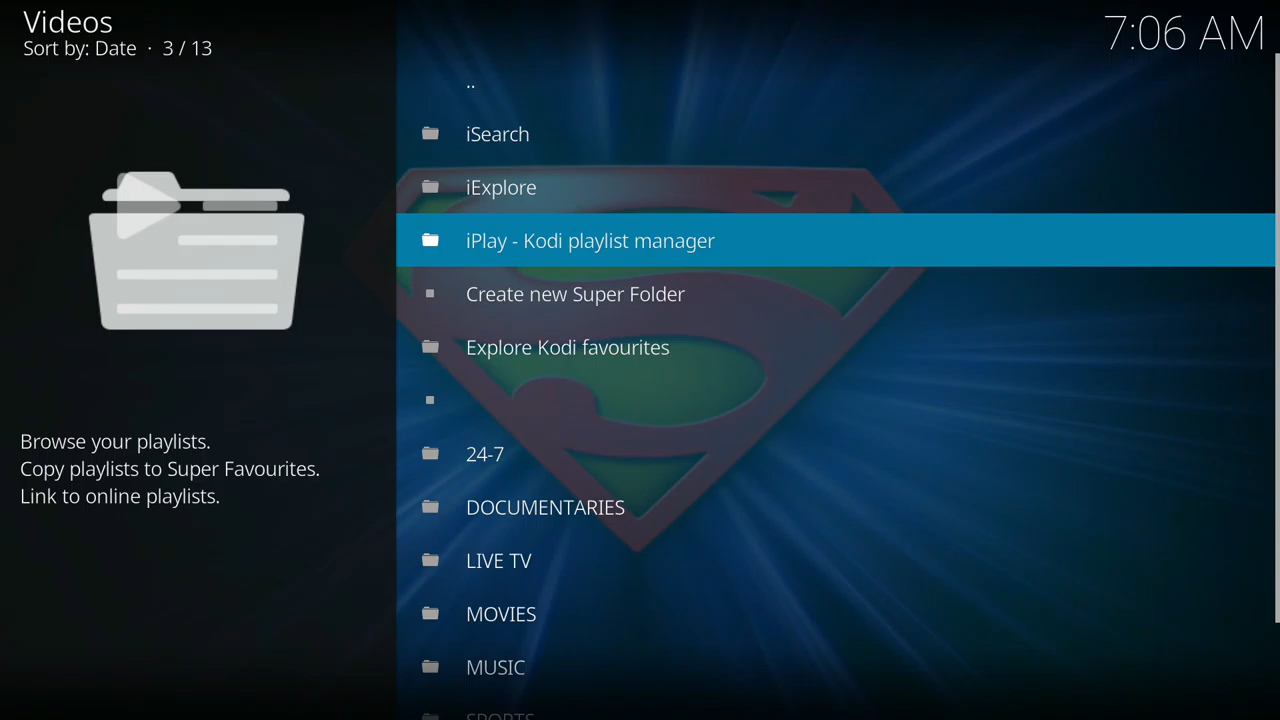 Videos
Sort by: Date · 3 / 13
7:06 AM
..
iSearch
iExplore
iPlay - Kodi playlist manager
Create new Super Folder
Explore Kodi favourites
24-7
DOCUMENTARIES
LIVE TV
MOVIES
MUSIC
SPORTS
Browse your playlists.
Copy playlists to Super Favourites.
Link to online playlists.